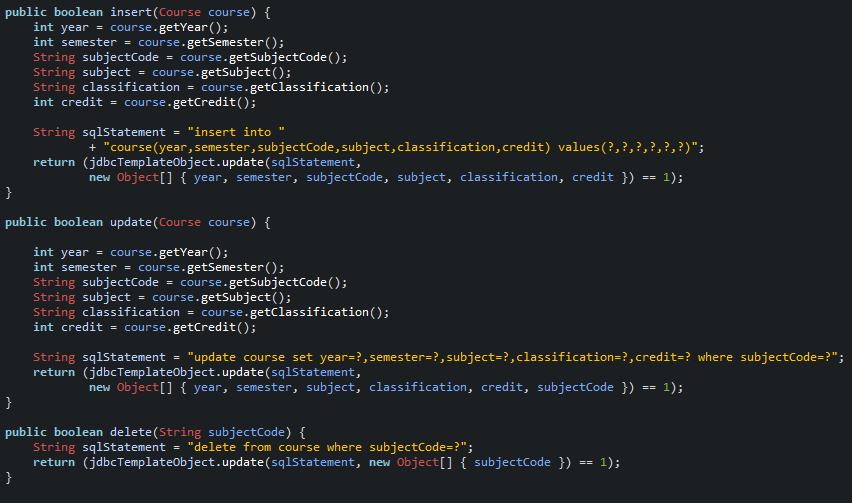 public boolean insert(Course course) {
    int year = course.getYear();
    int semester = course.getSemester();
    String subjectCode = course.getSubjectCode();
    String subject = course.getSubject();
    String classification = course.getClassification();
    int credit = course.getCredit();

    String sqlStatement = "insert into "
            + "course(year,semester,subjectCode,subject,classification,credit) values(?,?,?,?,?,?)";
    return (jdbcTemplateObject.update(sqlStatement,
            new Object[] { year, semester, subjectCode, subject, classification, credit }) == 1);
}

public boolean update(Course course) {

    int year = course.getYear();
    int semester = course.getSemester();
    String subjectCode = course.getSubjectCode();
    String subject = course.getSubject();
    String classification = course.getClassification();
    int credit = course.getCredit();

    String sqlStatement = "update course set year=?,semester=?,subject=?,classification=?,credit=? where subjectCode=?";
    return (jdbcTemplateObject.update(sqlStatement,
            new Object[] { year, semester, subject, classification, credit, subjectCode }) == 1);
}

public boolean delete(String subjectCode) {
    String sqlStatement = "delete from course where subjectCode=?";
    return (jdbcTemplateObject.update(sqlStatement, new Object[] { subjectCode }) == 1);
}